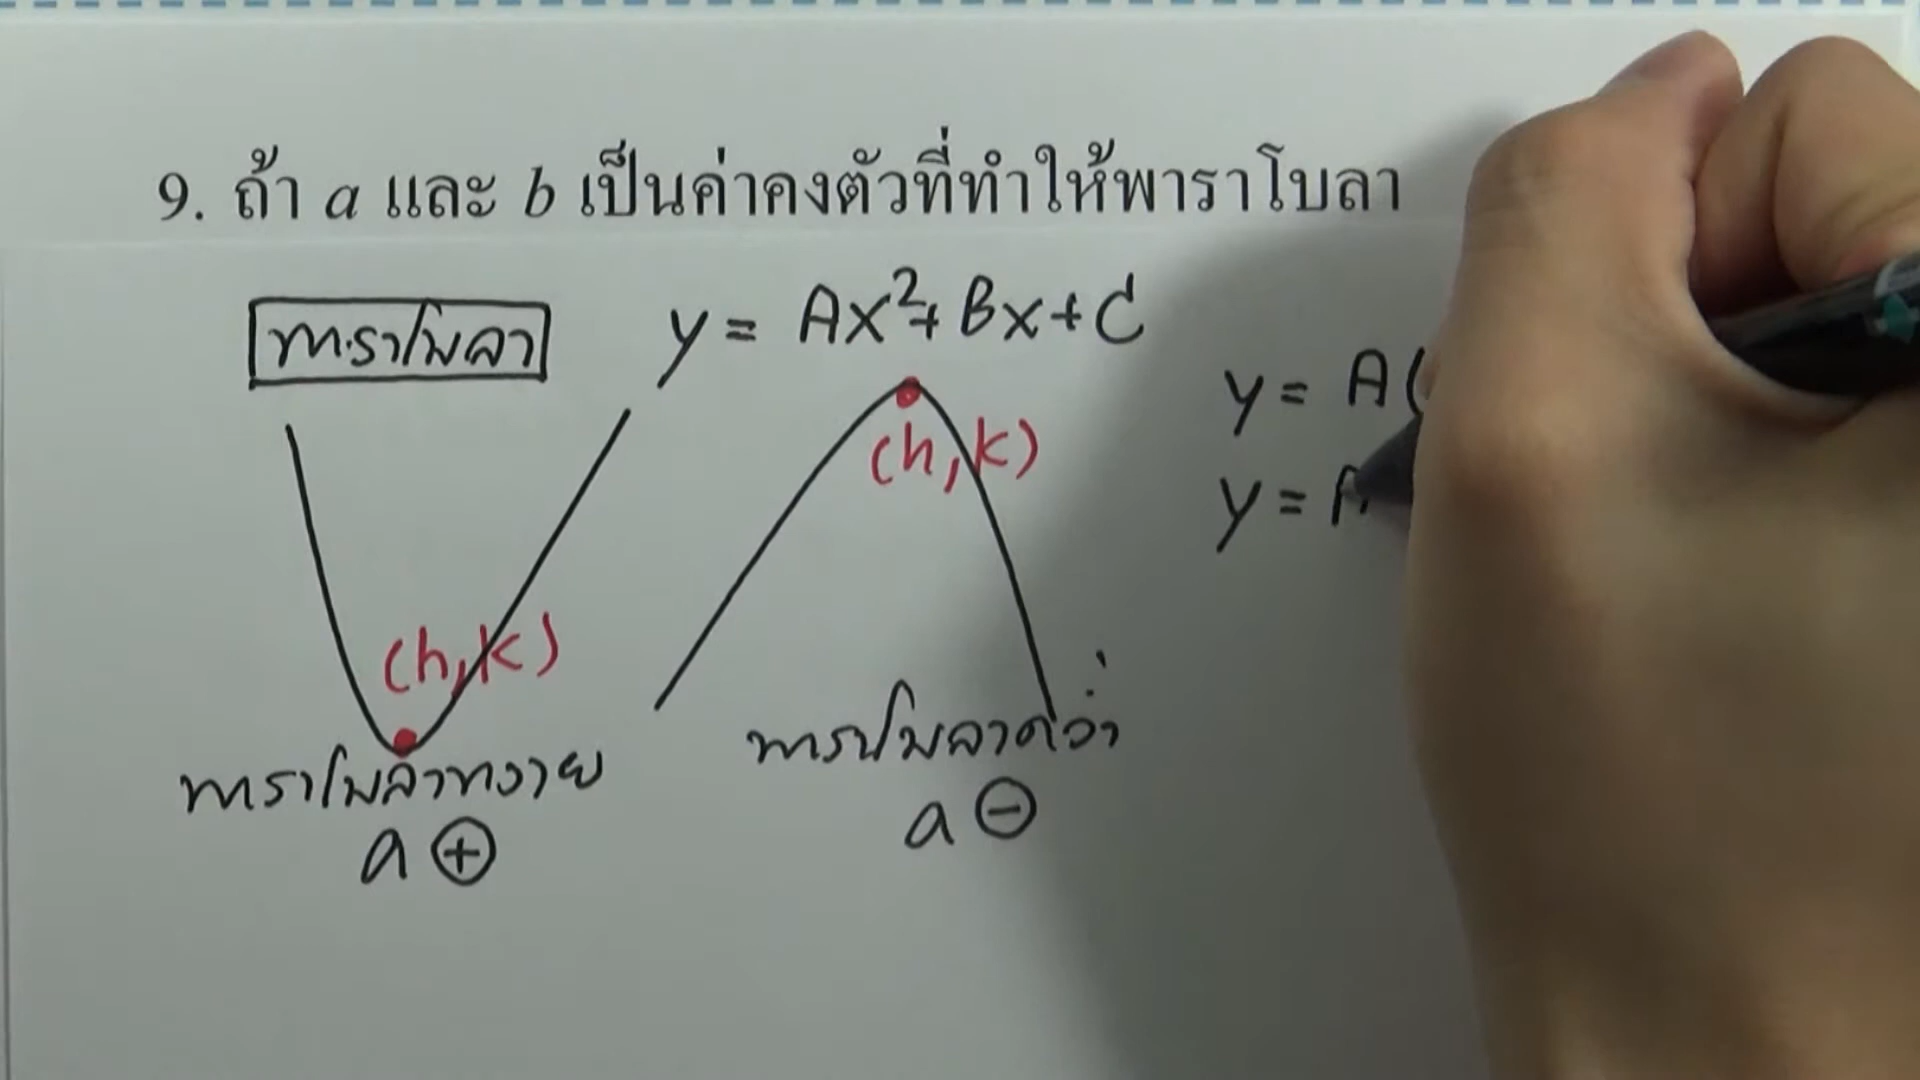 9. ถ้า a และ b เป็นค่าคงตัวที่ทำให้พาราโบลา
พาราโบลา
y = Ax²+ Bx+C
y = A(
y = A
(h,k)
(h,k)
พาราโบลาหงาย
a ⊕
พาราโบลาคว่ำ
a ⊖